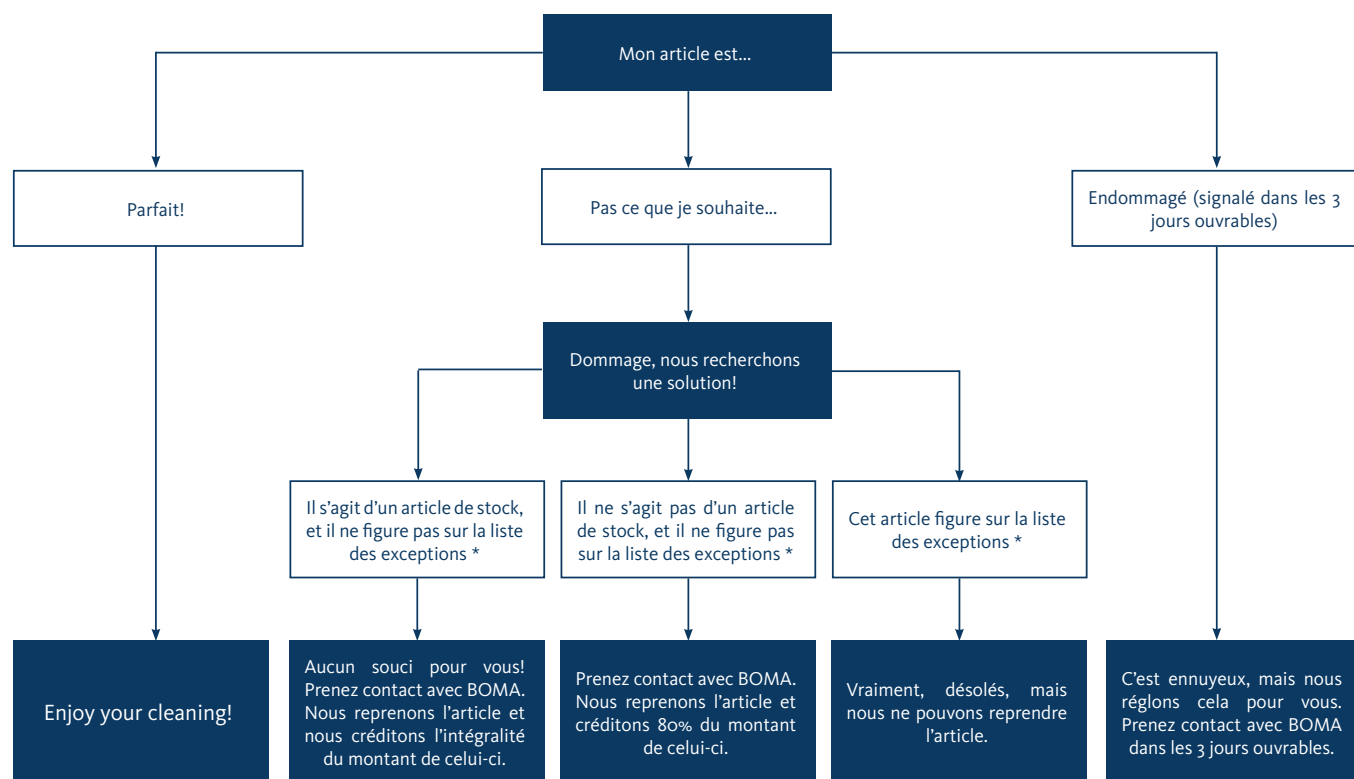 Mon article est...
Parfait!
Pas ce que je souhaite...
Endommagé (signalé dans les 3
jours ouvrables)
Dommage, nous recherchons
une solution!
Il s'agit d'un article de stock,
et il ne figure pas sur la liste
des exceptions *
Il ne s'agit pas d'un article
de stock, et il ne figure pas
sur la liste des exceptions *
Cet article figure sur la liste
des exceptions *
Enjoy your cleaning!
Aucun souci pour vous!
Prenez contact avec BOMA.
Nous reprenons l'article et
nous créditons l'intégralité
du montant de celui-ci.
Prenez contact avec BOMA.
Nous reprenons l'article et
créditons 80% du montant
de celui-ci.
Vraiment, désolés, mais
nous ne pouvons reprendre
l'article.
C'est ennuyeux, mais nous
réglons cela pour vous.
Prenez contact avec BOMA
dans les 3 jours ouvrables.